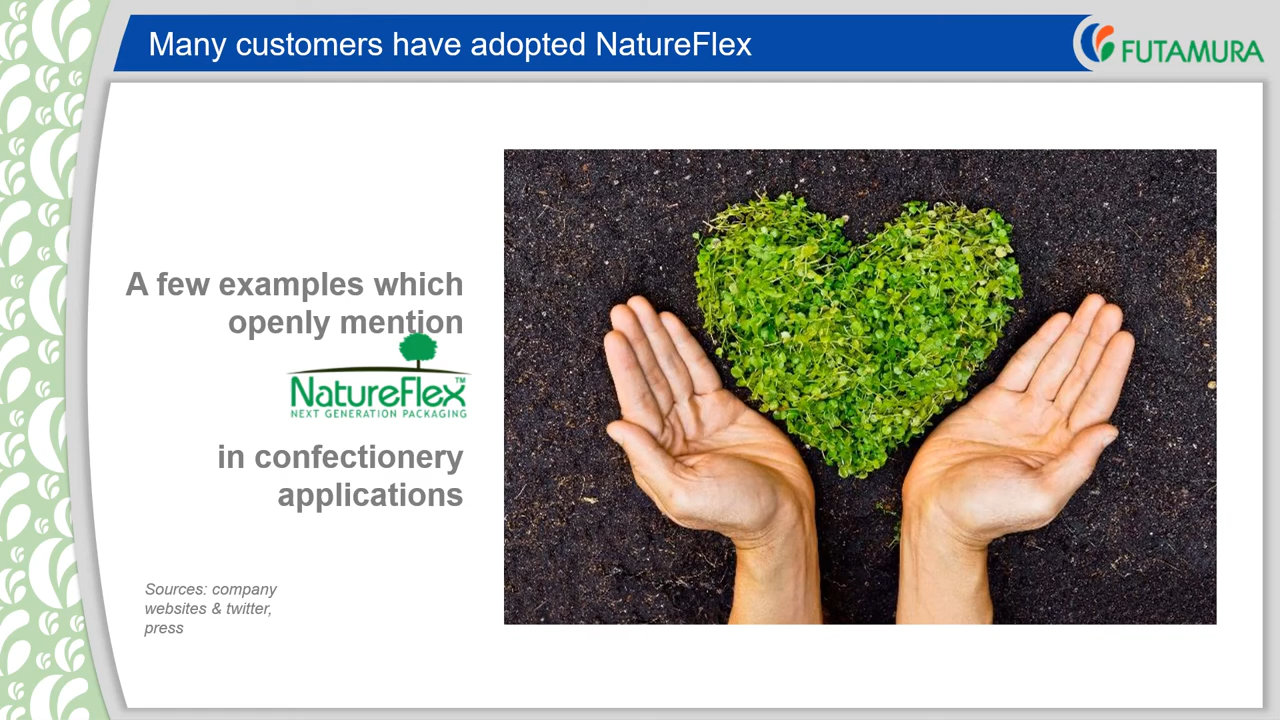 Many customers have adopted NatureFlex
FUTAMURA
A few examples which
openly mention
NatureFlex™
NEXT GENERATION PACKAGING
in confectionery
applications
Sources: company
websites & twitter,
press